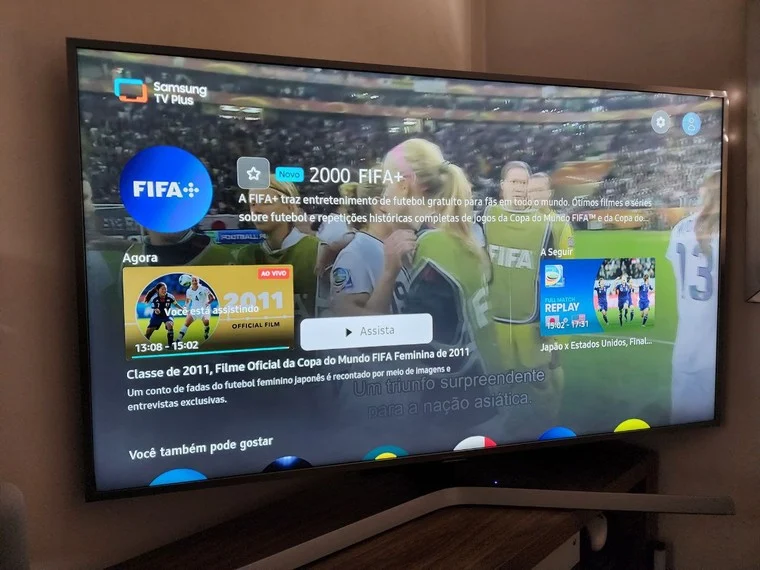 Samsung
TV Plus
FIFA+
Novo 2000 FIFA+
A FIFA+ traz entretenimento de futebol gratuito para fãs em todo o mundo. Ótimos filmes e séries
sobre futebol e repetições históricas completas de jogos da Copa do Mundo FIFA™ e da Copa do...
FOOTBALL
FIFA
13
Agora
AO VIVO
2011
Você está assistindo
OFFICIAL FILM
13:08 - 15:02
Assista
A Seguir
FULL MATCH
REPLAY
15:02 - 17:31
Japão x Estados Unidos, Final...
Classe de 2011, Filme Oficial da Copa do Mundo FIFA Feminina de 2011
Um conto de fadas do futebol feminino japonês é recontado por meio de imagens e
entrevistas exclusivas.
Um triunfo surpreendente
para a nação asiática.
Você também pode gostar